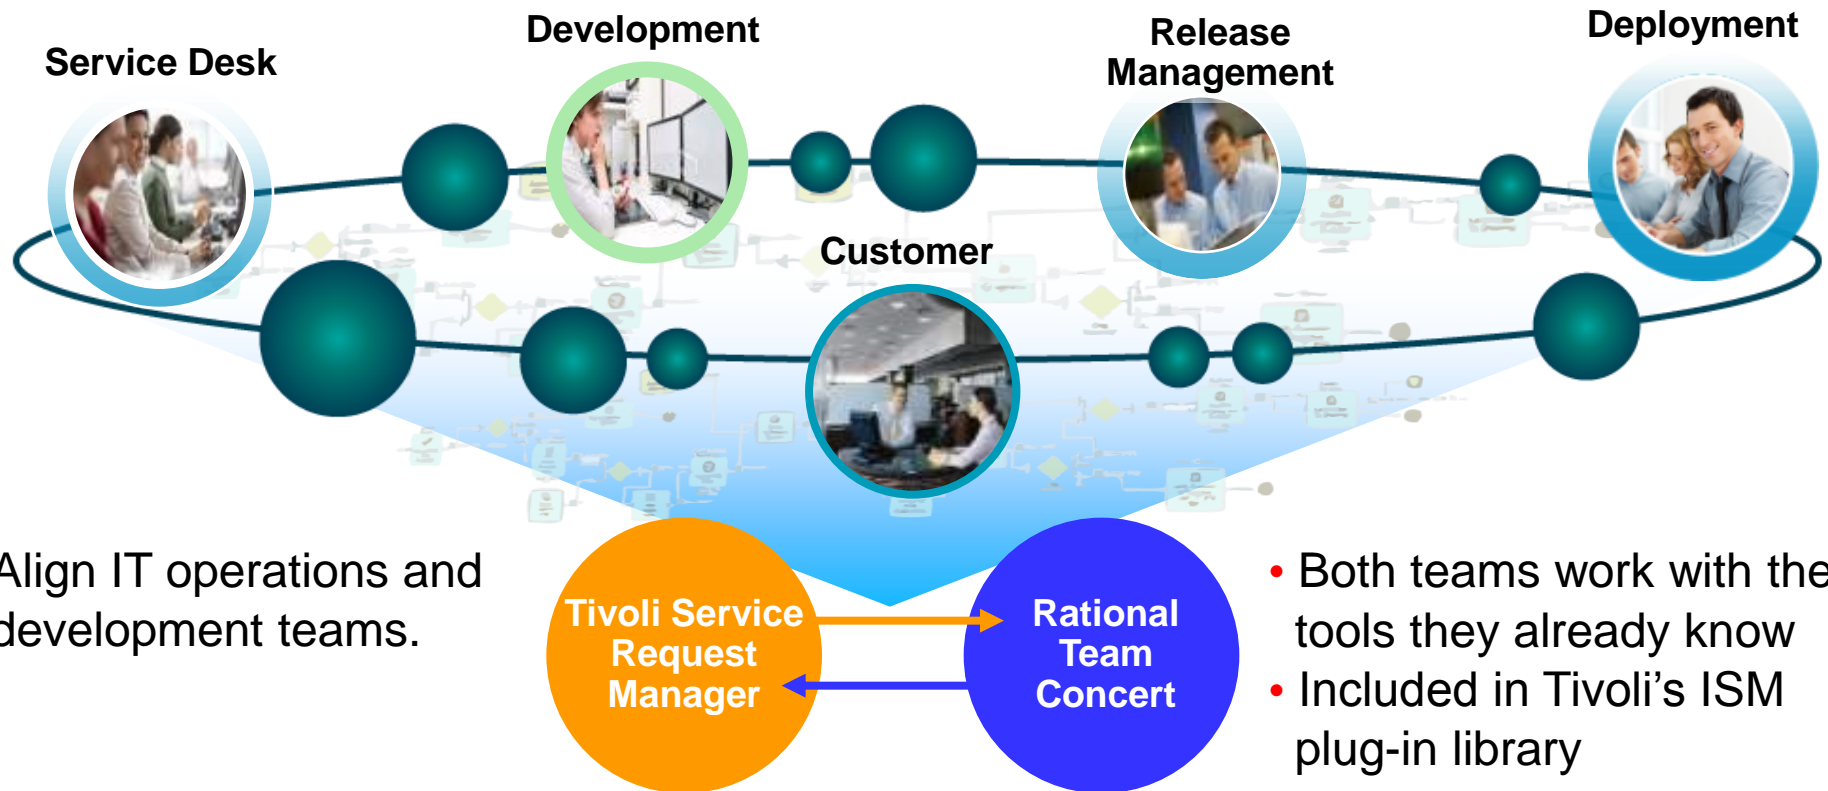 Service Desk
Development
Release
Management
Deployment
Customer
Align IT operations and
development teams.
Tivoli Service
Request
Manager
Rational
Team
Concert
• Both teams work with the
tools they already know
• Included in Tivoli’s ISM
plug-in library